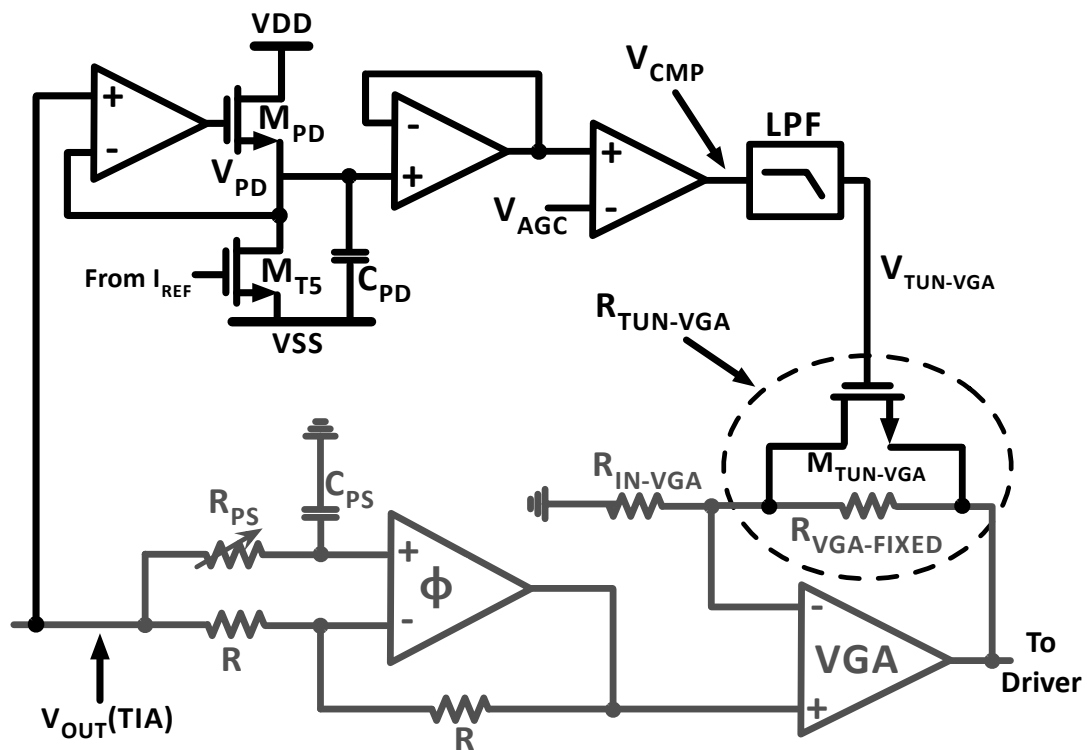 VDD
V_CMP
LPF
+
M_PD
-
-
V_PD
+
+
V_AGC
-
From I_REF
M_T5
C_PD
V_TUN-VGA
VSS
R_TUN-VGA
C_PS
R_IN-VGA
M_TUN-VGA
R_PS
R_VGA-FIXED
+
Φ
-
-
R
VGA
To
Driver
+
V_OUT(TIA)
R